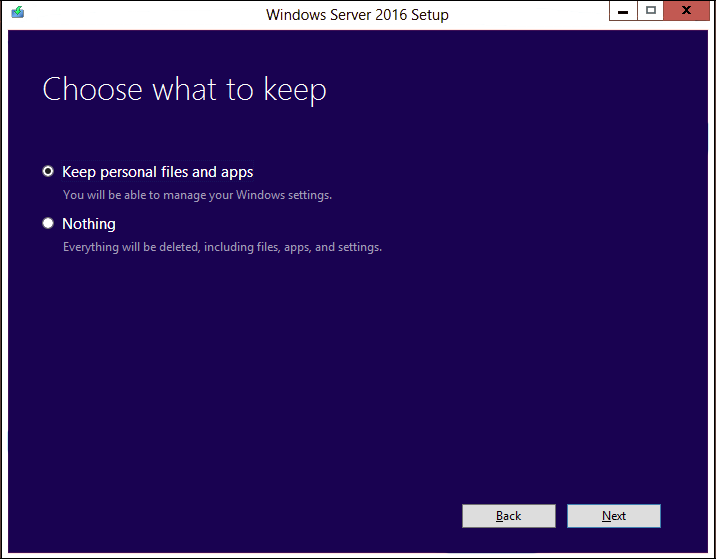 Windows Server 2016 Setup
Choose what to keep
Keep personal files and apps
You will be able to manage your Windows settings.
Nothing
Everything will be deleted, including files, apps, and settings.
Back Next